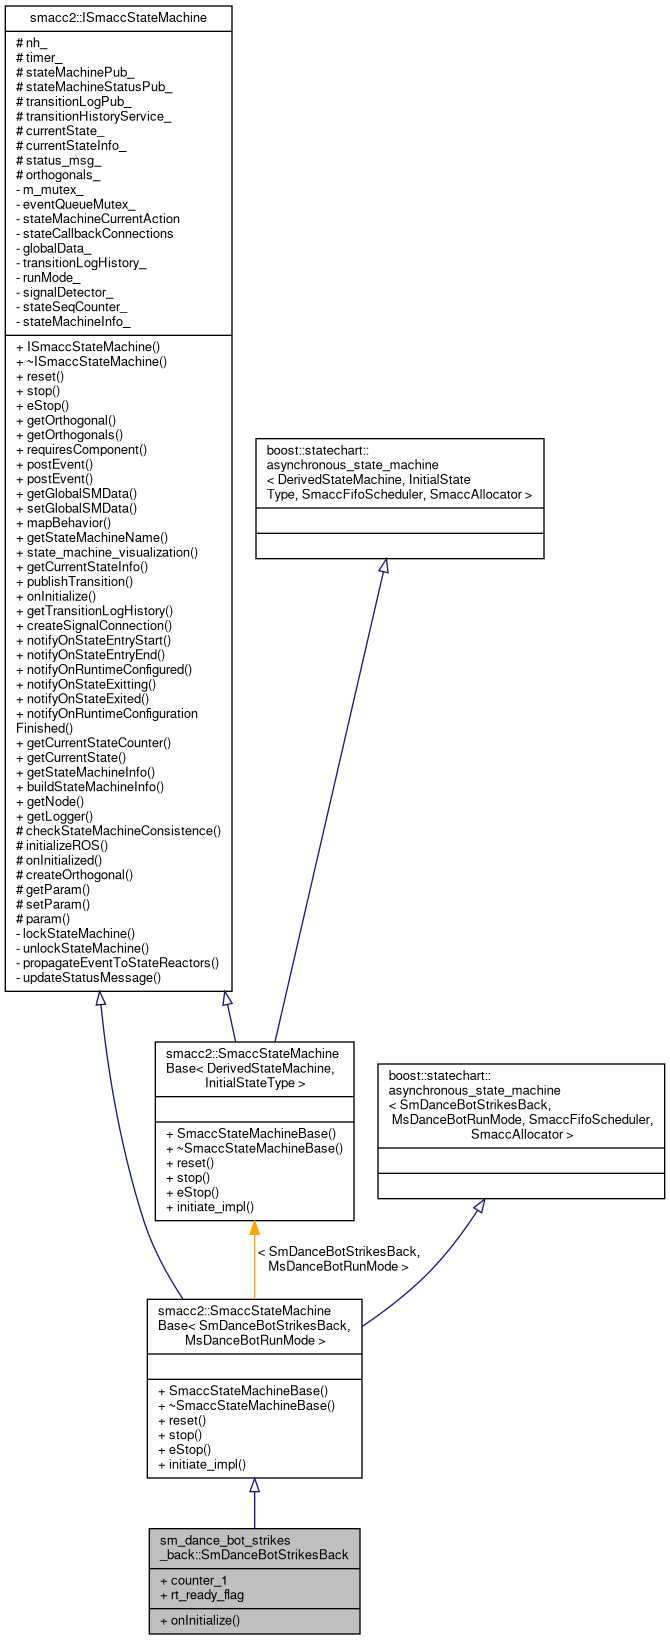 smacc2::ISmaccStateMachine
# nh_
# timer_
# stateMachinePub_
# stateMachineStatusPub_
# transitionLogPub_
# transitionHistoryService_
# currentState_
# currentStateInfo_
# status_msg_
# orthogonals_
- m_mutex_
- eventQueueMutex_
- stateMachineCurrentAction
- stateCallbackConnections
- globalData_
- transitionLogHistory_
- runMode_
- signalDetector_
- stateSeqCounter_
- stateMachineInfo_
+ ISmaccStateMachine()
+ ~ISmaccStateMachine()
+ reset()
+ stop()
+ eStop()
+ getOrthogonal()
+ getOrthogonals()
+ requiresComponent()
+ postEvent()
+ postEvent()
+ getGlobalSMData()
+ setGlobalSMData()
+ mapBehavior()
+ getStateMachineName()
+ state_machine_visualization()
+ getCurrentStateInfo()
+ publishTransition()
+ onInitialize()
+ getTransitionLogHistory()
+ createSignalConnection()
+ notifyOnStateEntryStart()
+ notifyOnStateEntryEnd()
+ notifyOnRuntimeConfigured()
+ notifyOnStateExitting()
+ notifyOnStateExited()
+ notifyOnRuntimeConfiguration
Finished()
+ getCurrentStateCounter()
+ getCurrentState()
+ getStateMachineInfo()
+ buildStateMachineInfo()
+ getNode()
+ getLogger()
# checkStateMachineConsistence()
# initializeROS()
# onInitialized()
# createOrthogonal()
# getParam()
# setParam()
# param()
- lockStateMachine()
- unlockStateMachine()
- propagateEventToStateReactors()
- updateStatusMessage()
boost::statechart::
asynchronous_state_machine
< DerivedStateMachine, InitialState
Type, SmaccFifoScheduler, SmaccAllocator >
smacc2::SmaccStateMachine
Base< DerivedStateMachine,
InitialStateType >
+ SmaccStateMachineBase()
+ ~SmaccStateMachineBase()
+ reset()
+ stop()
+ eStop()
+ initiate_impl()
boost::statechart::
asynchronous_state_machine
< SmDanceBotStrikesBack,
MsDanceBotRunMode, SmaccFifoScheduler,
SmaccAllocator >
< SmDanceBotStrikesBack,
MsDanceBotRunMode >
smacc2::SmaccStateMachine
Base< SmDanceBotStrikesBack,
MsDanceBotRunMode >
+ SmaccStateMachineBase()
+ ~SmaccStateMachineBase()
+ reset()
+ stop()
+ eStop()
+ initiate_impl()
sm_dance_bot_strikes
_back::SmDanceBotStrikesBack
+ counter_1
+ rt_ready_flag
+ onInitialize()